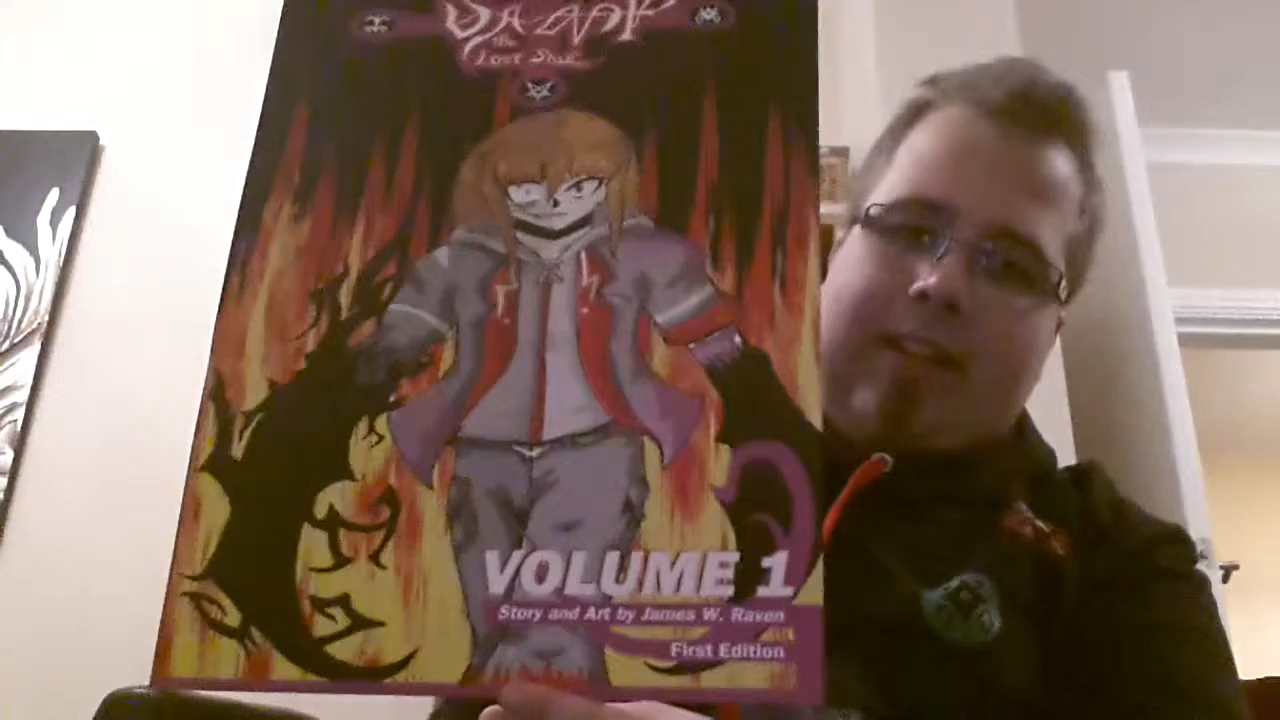 the
Lost Soul
VOLUME 1
Story and Art by James W. Raven
First Edition